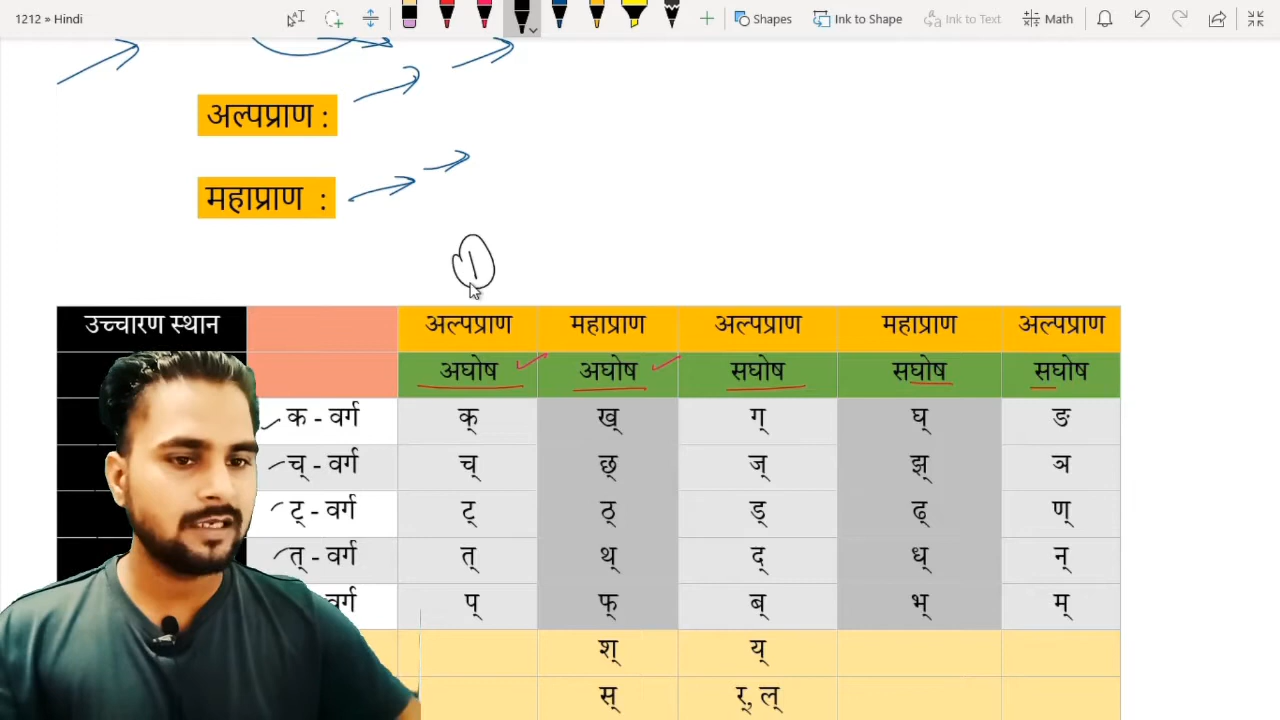 1212 » Hindi
Shapes
Ink to Shape
Ink to Text
Math
अल्पप्राण :
महाप्राण :
1
उच्चारण स्थान अल्पप्राण महाप्राण अल्पप्राण महाप्राण अल्पप्राण
अघोष अघोष सघोष सघोष सघोष
क - वर्ग क् ख् ग् घ् ङ
च् - वर्ग च् छ् ज् झ् ञ
ट् - वर्ग ट् ठ् ड् ढ् ण्
त् - वर्ग त् थ् द् ध् न्
वर्ग प् फ् ब् भ् म्
श् य्
स् र्, ल्